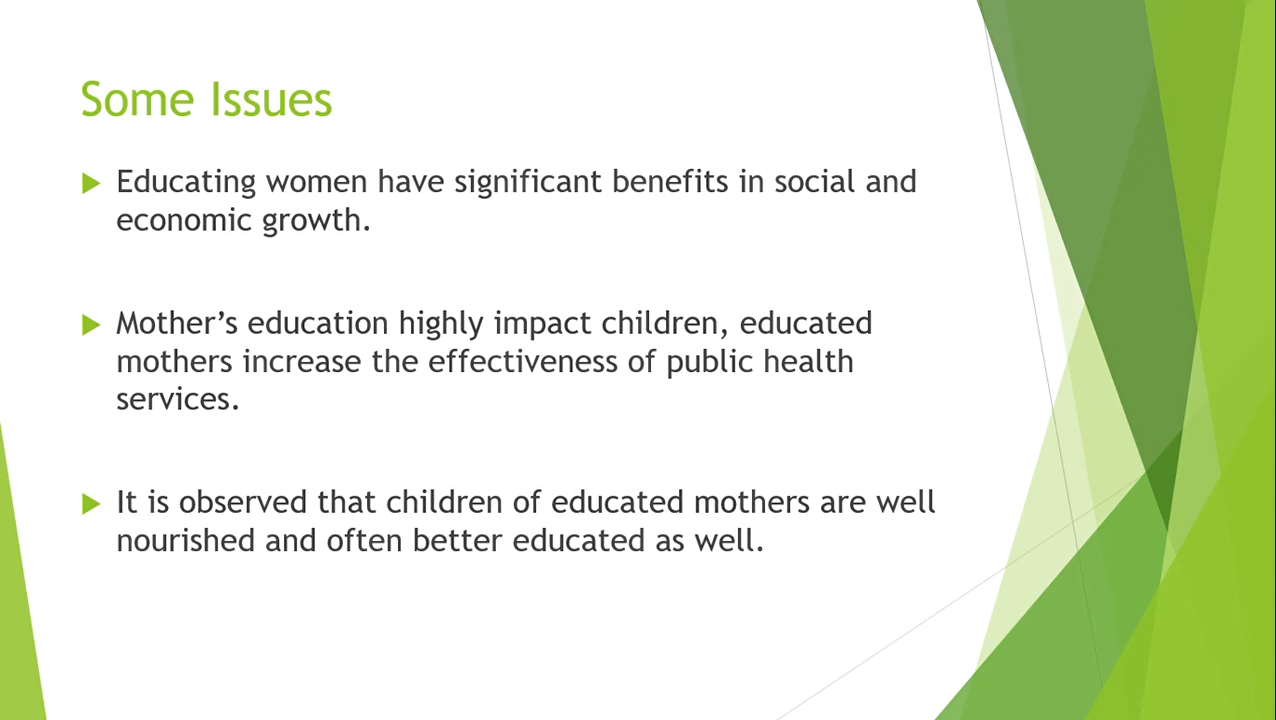 Some Issues
Educating women have significant benefits in social and
economic growth.
Mother’s education highly impact children, educated
mothers increase the effectiveness of public health
services.
It is observed that children of educated mothers are well
nourished and often better educated as well.